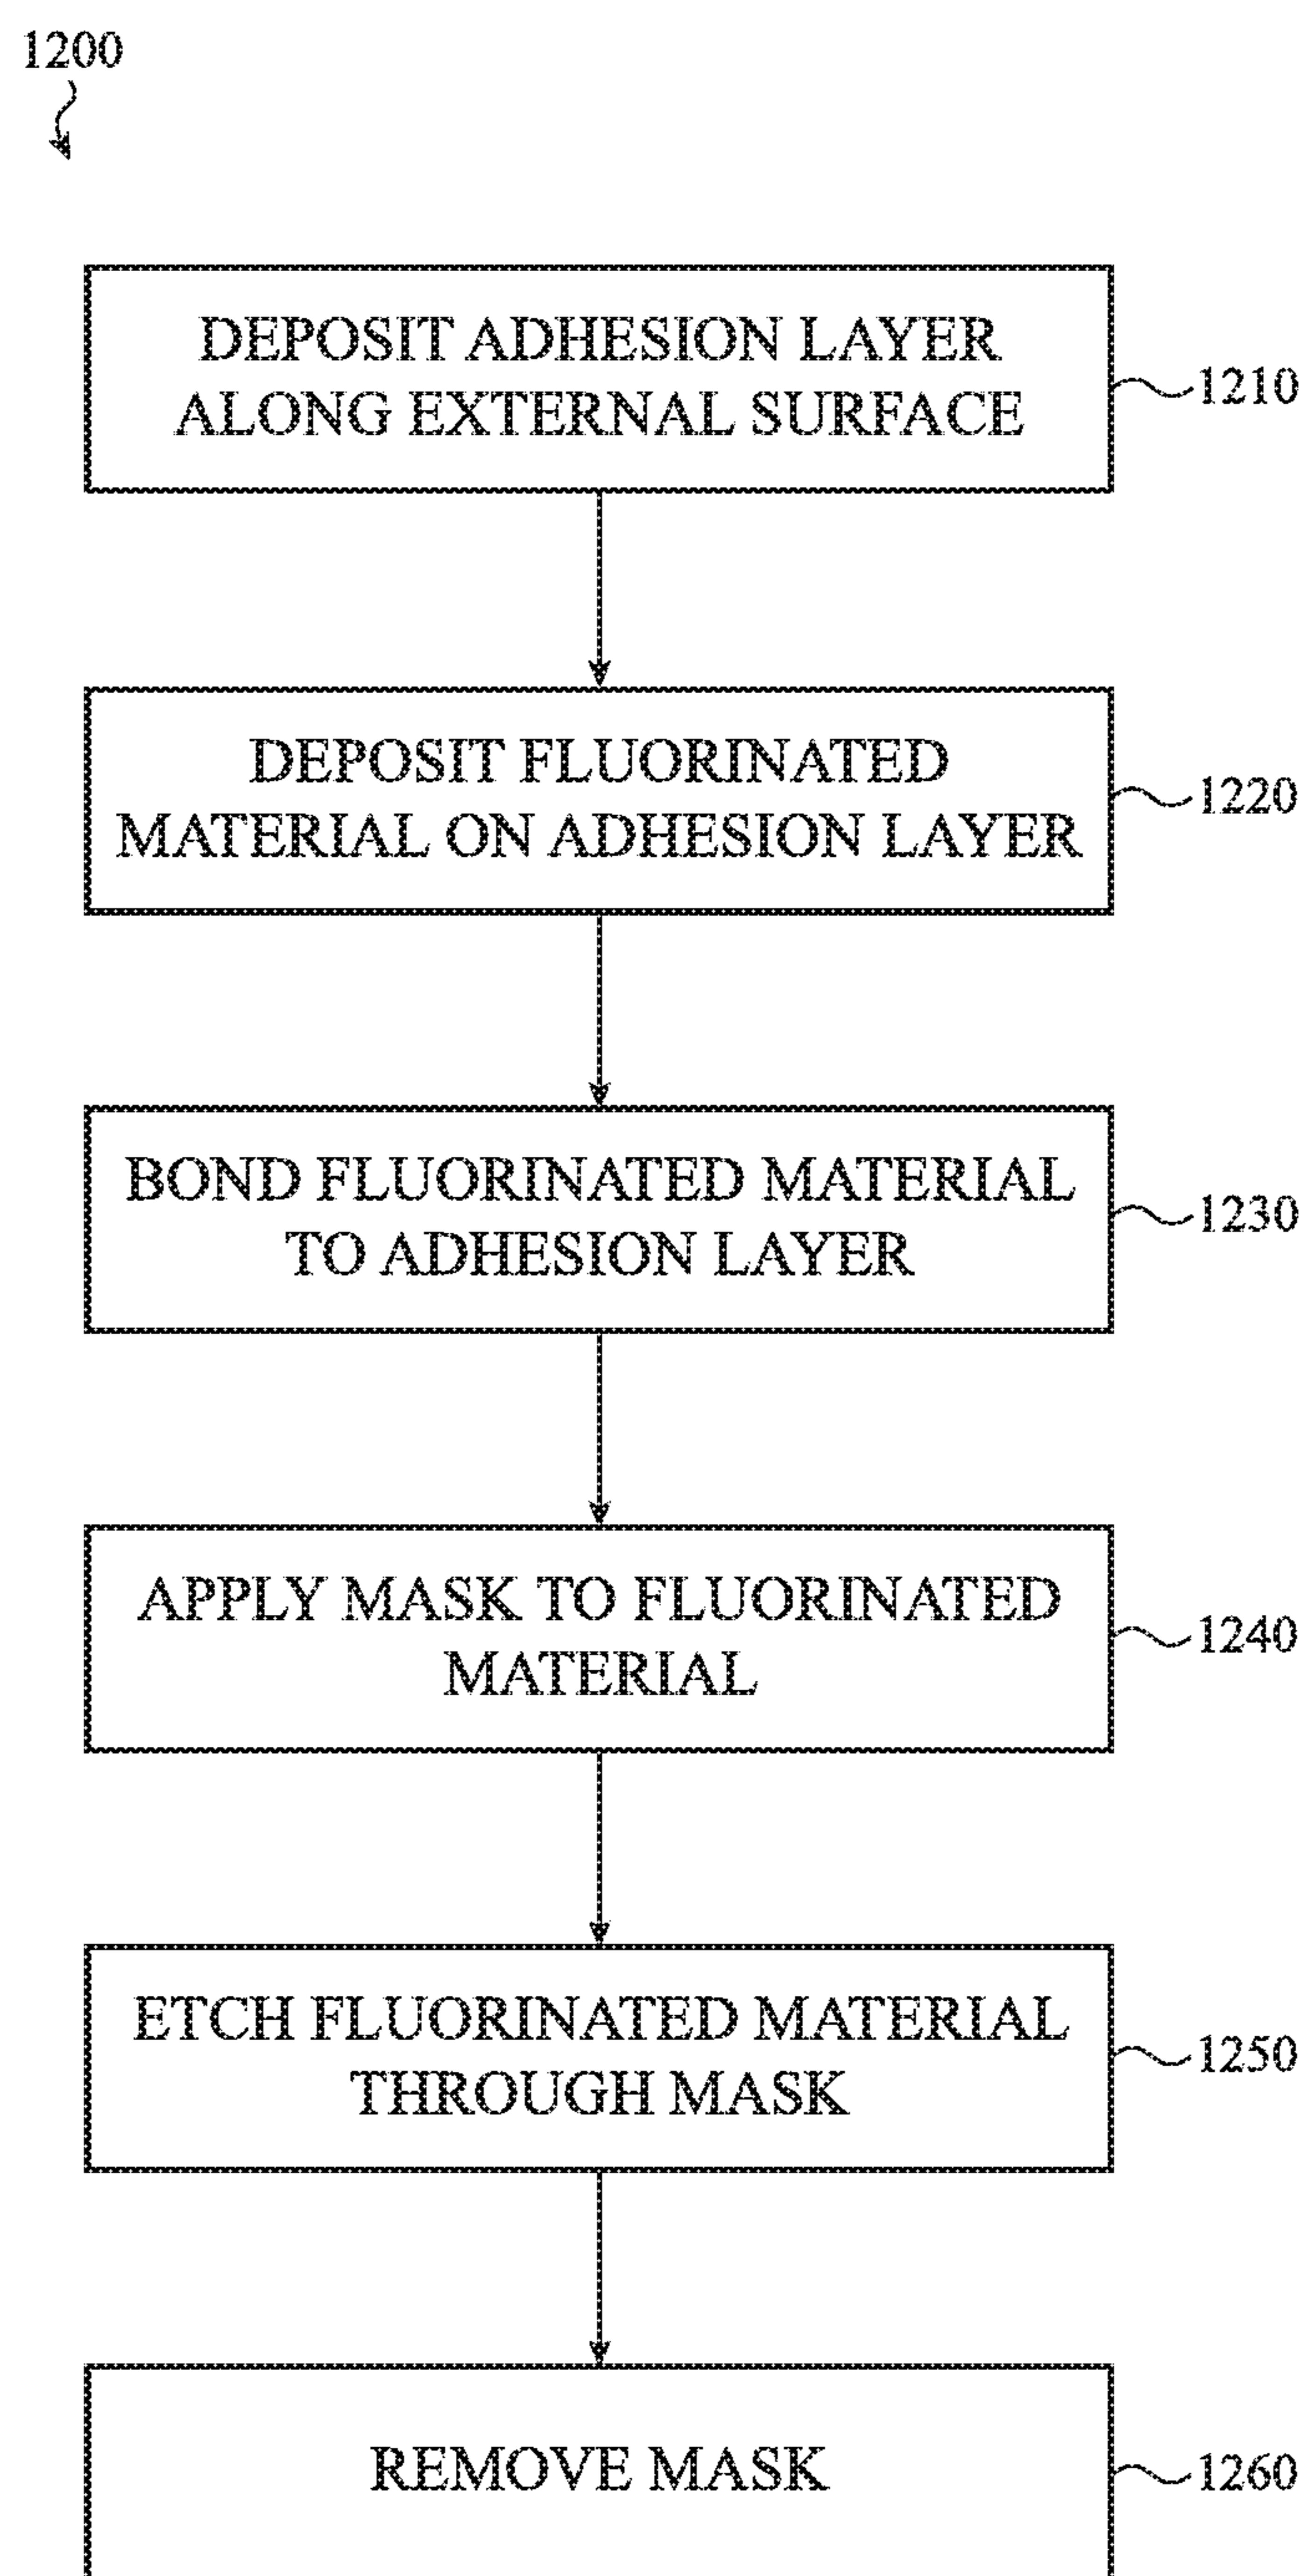 1200
DEPOSIT ADHESION LAYER
ALONG EXTERNAL SURFACE
1210
DEPOSIT FLUORINATED
MATERIAL ON ADHESION LAYER
1220
BOND FLUORINATED MATERIAL
TO ADHESION LAYER
1230
APPLY MASK TO FLUORINATED
MATERIAL
1240
ETCH FLUORINATED MATERIAL
THROUGH MASK
1250
REMOVE MASK
1260